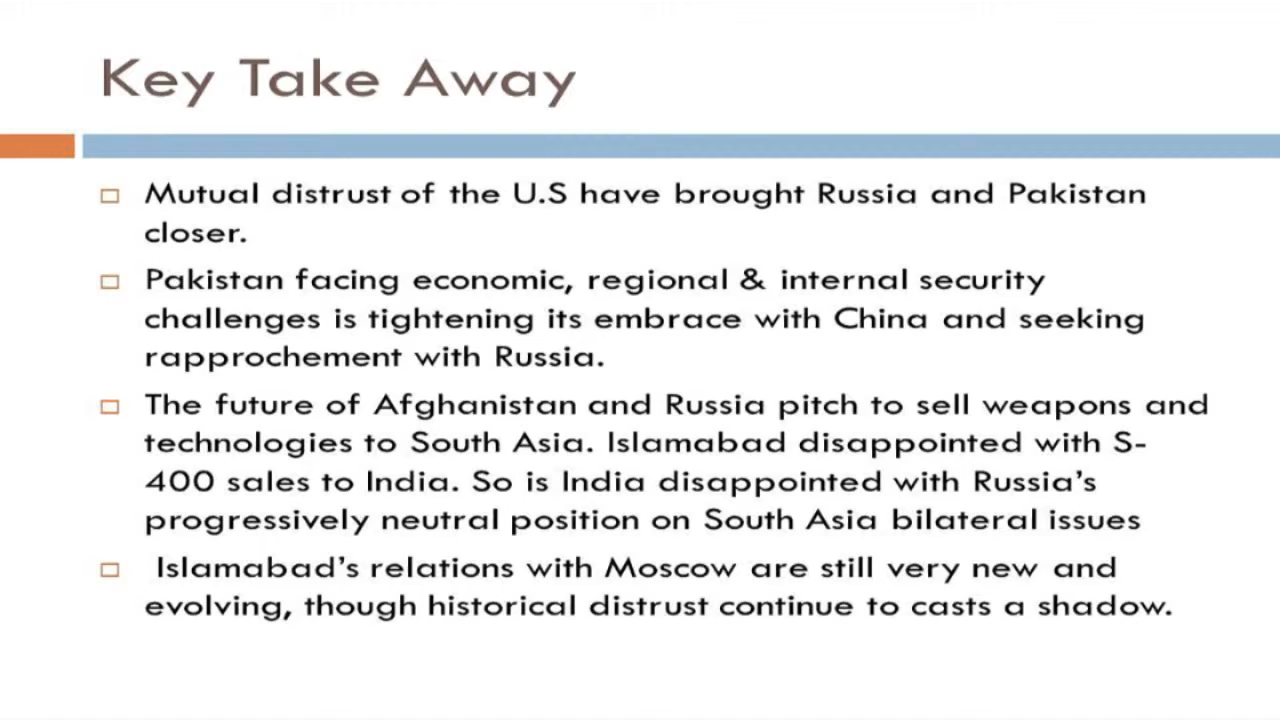 Key Take Away
Mutual distrust of the U.S have brought Russia and Pakistan
closer.
Pakistan facing economic, regional & internal security
challenges is tightening its embrace with China and seeking
rapprochement with Russia.
The future of Afghanistan and Russia pitch to sell weapons and
technologies to South Asia. Islamabad disappointed with S-
400 sales to India. So is India disappointed with Russia's
progressively neutral position on South Asia bilateral issues
Islamabad's relations with Moscow are still very new and
evolving, though historical distrust continue to casts a shadow.